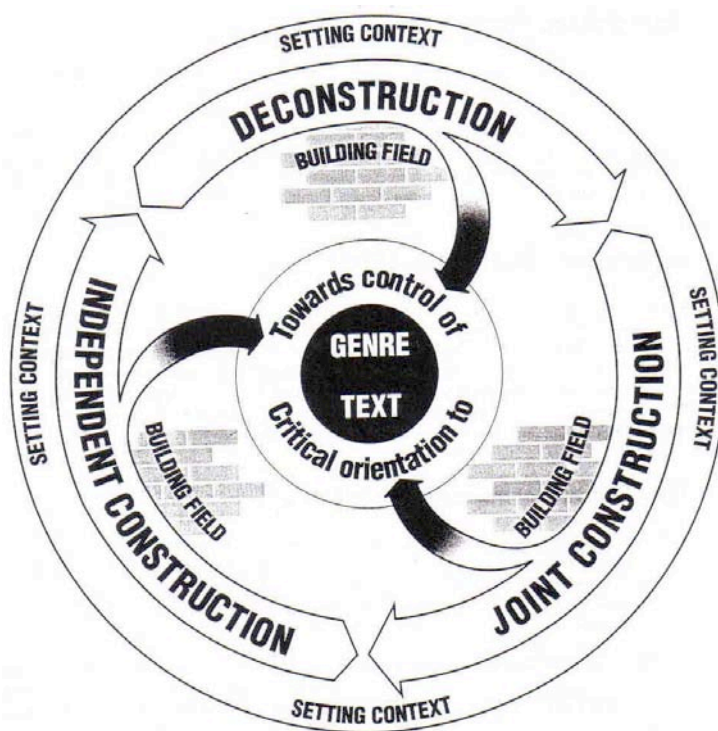 SETTING CONTEXT
DECONSTRUCTION
BUILDING FIELD
Towards control of
GENRE
TEXT
Critical orientation to
SETTING CONTEXT
INDEPENDENT CONSTRUCTION
BUILDING FIELD
BUILDING FIELD
JOINT CONSTRUCTION
SETTING CONTEXT
SETTING CONTEXT